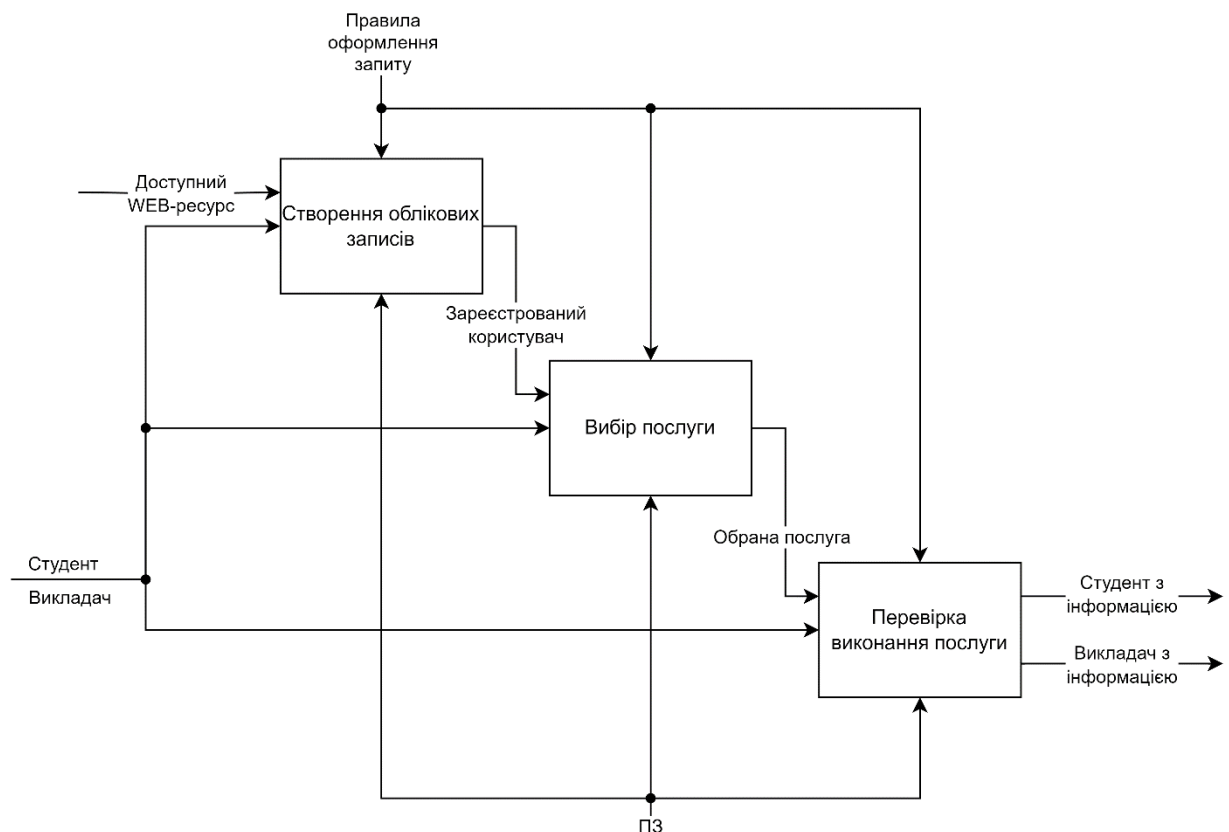 Правила
оформлення
запиту
Доступний
WEB-ресурс
Створення облікових
записів
Зареєстрований
користувач
Вибір послуги
Обрана послуга
Студент
Викладач
Перевірка
виконання послуги
Студент з
інформацією
Викладач з
інформацією
ПЗ